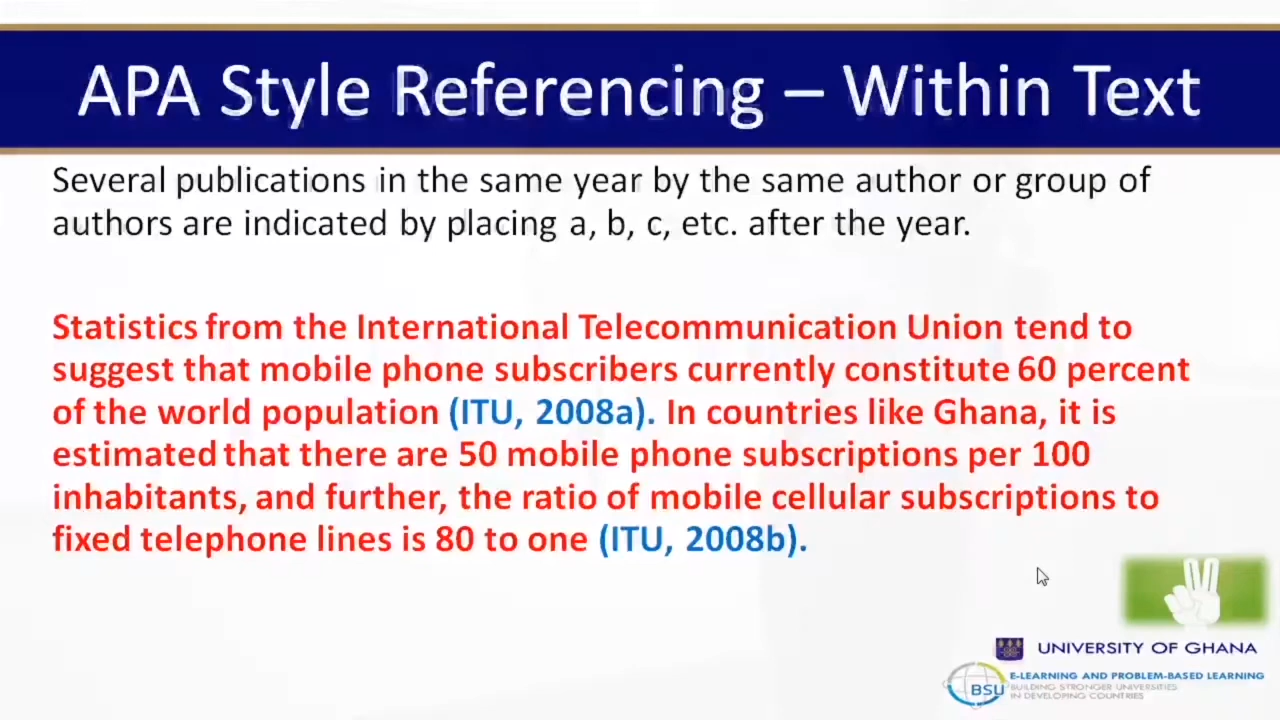 APA Style Referencing – Within Text
Several publications in the same year by the same author or group of
authors are indicated by placing a, b, c, etc. after the year.
Statistics from the International Telecommunication Union tend to
suggest that mobile phone subscribers currently constitute 60 percent
of the world population (ITU, 2008a). In countries like Ghana, it is
estimated that there are 50 mobile phone subscriptions per 100
inhabitants, and further, the ratio of mobile cellular subscriptions to
fixed telephone lines is 80 to one (ITU, 2008b).
UNIVERSITY OF GHANA
BSU
E-LEARNING AND PROBLEM-BASED LEARNING
BUILDING STRONGER UNIVERSITIES
IN DEVELOPING COUNTRIES